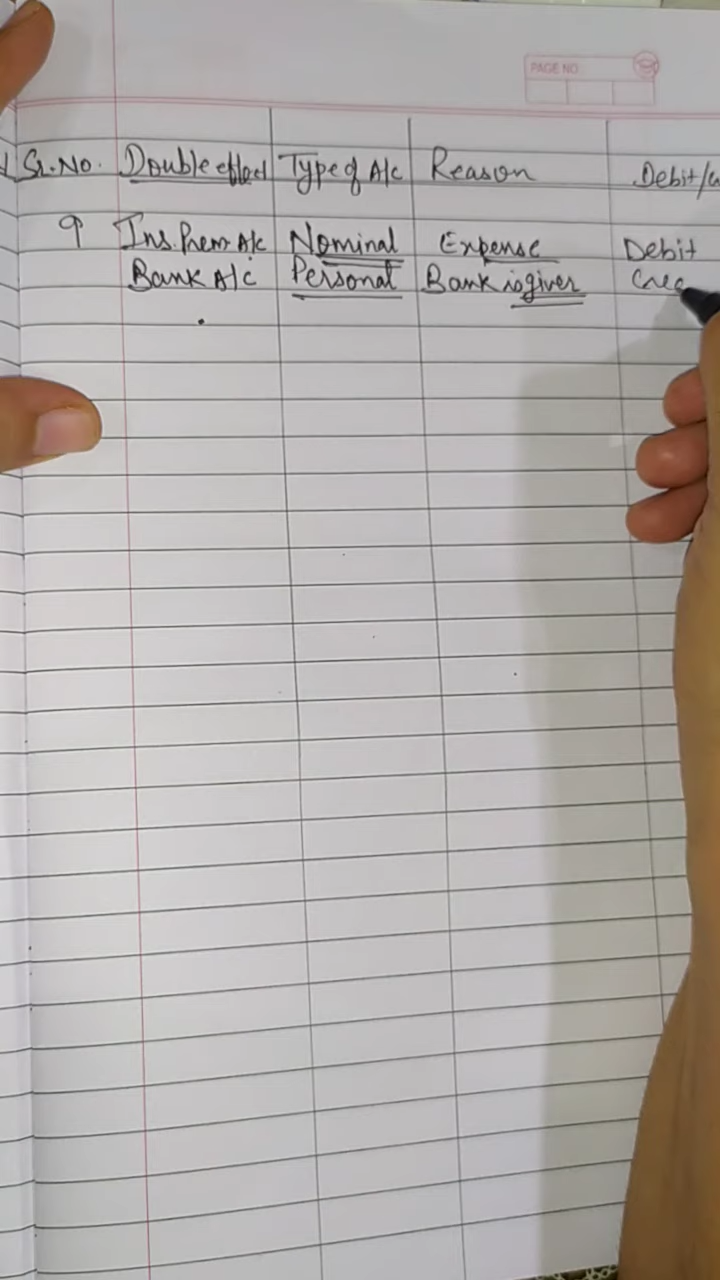 PAGE NO
Sr.No. Double effect Type of A/c Reason Debit/
9 Ins.Prem A/c Nominal Expense Debit
Bank A/c Personal Bank is giver Cre